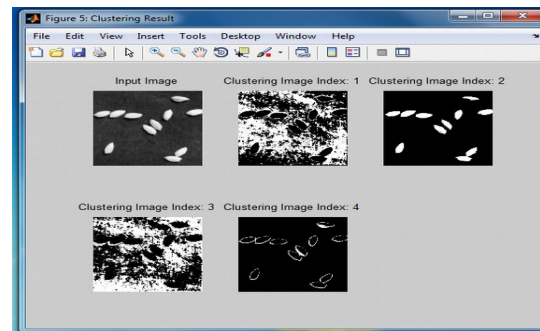 Figure 5: Clustering Result
File Edit View Insert Tools Desktop Window Help
Input Image
Clustering Image Index: 1
Clustering Image Index: 2
Clustering Image Index: 3
Clustering Image Index: 4